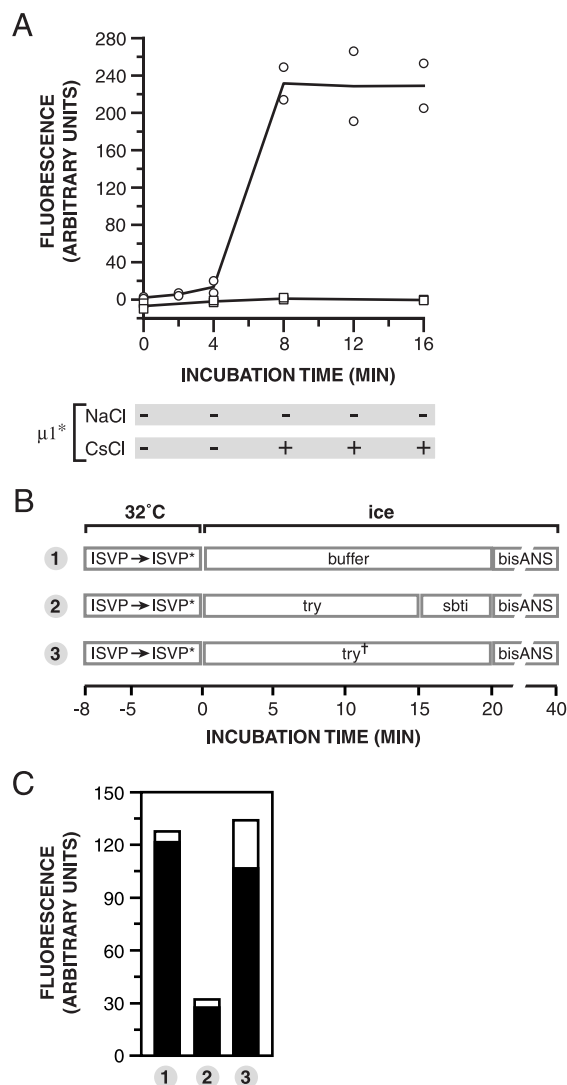 A
FLUORESCENCE
(ARBITRARY UNITS)
280
240
200
160
120
80
40
0
0 4 8 12 16
INCUBATION TIME (MIN)
μ1*
NaCl - - - - -
CsCl - - + + +
B
32˚C ice
1 ISVP → ISVP* buffer bisANS
2 ISVP → ISVP* try sbti bisANS
3 ISVP → ISVP* try† bisANS
-8 -5 0 5 10 15 20 40
INCUBATION TIME (MIN)
C
FLUORESCENCE
(ARBITRARY UNITS)
150
120
90
60
30
0
1 2 3